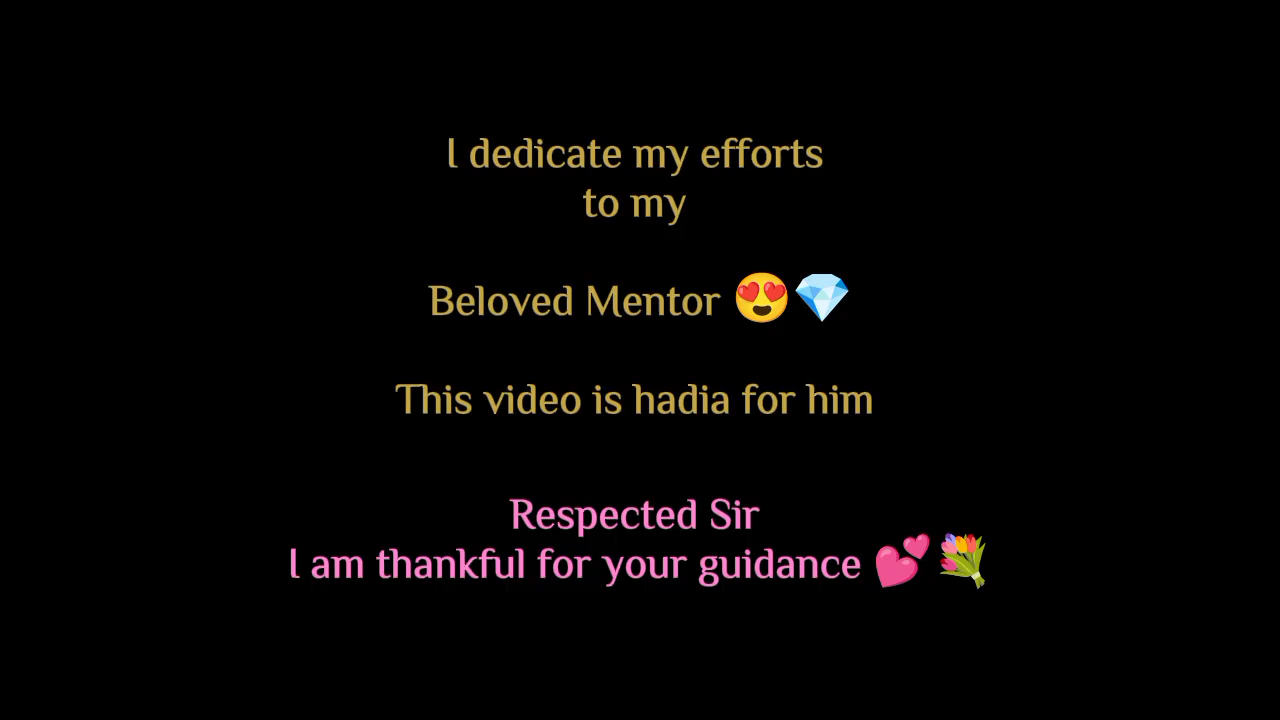 I dedicate my efforts
to my
Beloved Mentor 😍💎
This video is hadia for him
Respected Sir
I am thankful for your guidance 💕💐